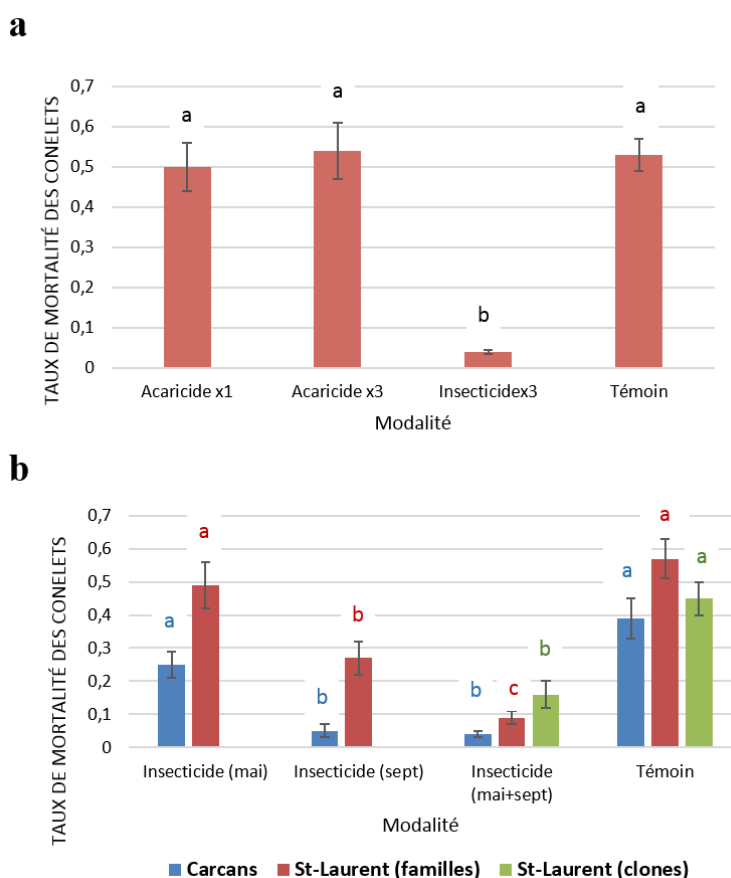 a
TAUX DE MORTALITÉ DES CONELETS
0,7
0,6
0,5
0,4
0,3
0,2
0,1
0
a
a
b
a
Acaricide x1
Acaricide x3
Insecticidex3
Témoin
Modalité
b
TAUX DE MORTALITÉ DES CONELETS
0,7
0,6
0,5
0,4
0,3
0,2
0,1
0
a
a
b
b
b
c
b
a
a
a
Insecticide (mai)
Insecticide (sept)
Insecticide
(mai+sept)
Témoin
Modalité
Carcans
St-Laurent (familles)
St-Laurent (clones)